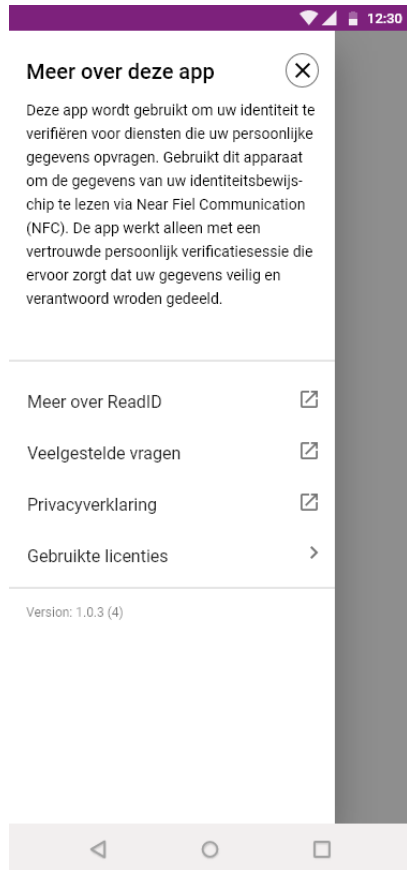 12:30
Meer over deze app
Deze app wordt gebruikt om uw identiteit te
verifiëren voor diensten die uw persoonlijke
gegevens opvragen. Gebruikt dit apparaat
om de gegevens van uw identiteitsbewijs-
chip te lezen via Near Fiel Communication
(NFC). De app werkt alleen met een
vertrouwde persoonlijk verificatiesessie die
ervoor zorgt dat uw gegevens veilig en
verantwoord wroden gedeeld.
Meer over ReadID
Veelgestelde vragen
Privacyverklaring
Gebruikte licenties
Version: 1.0.3 (4)